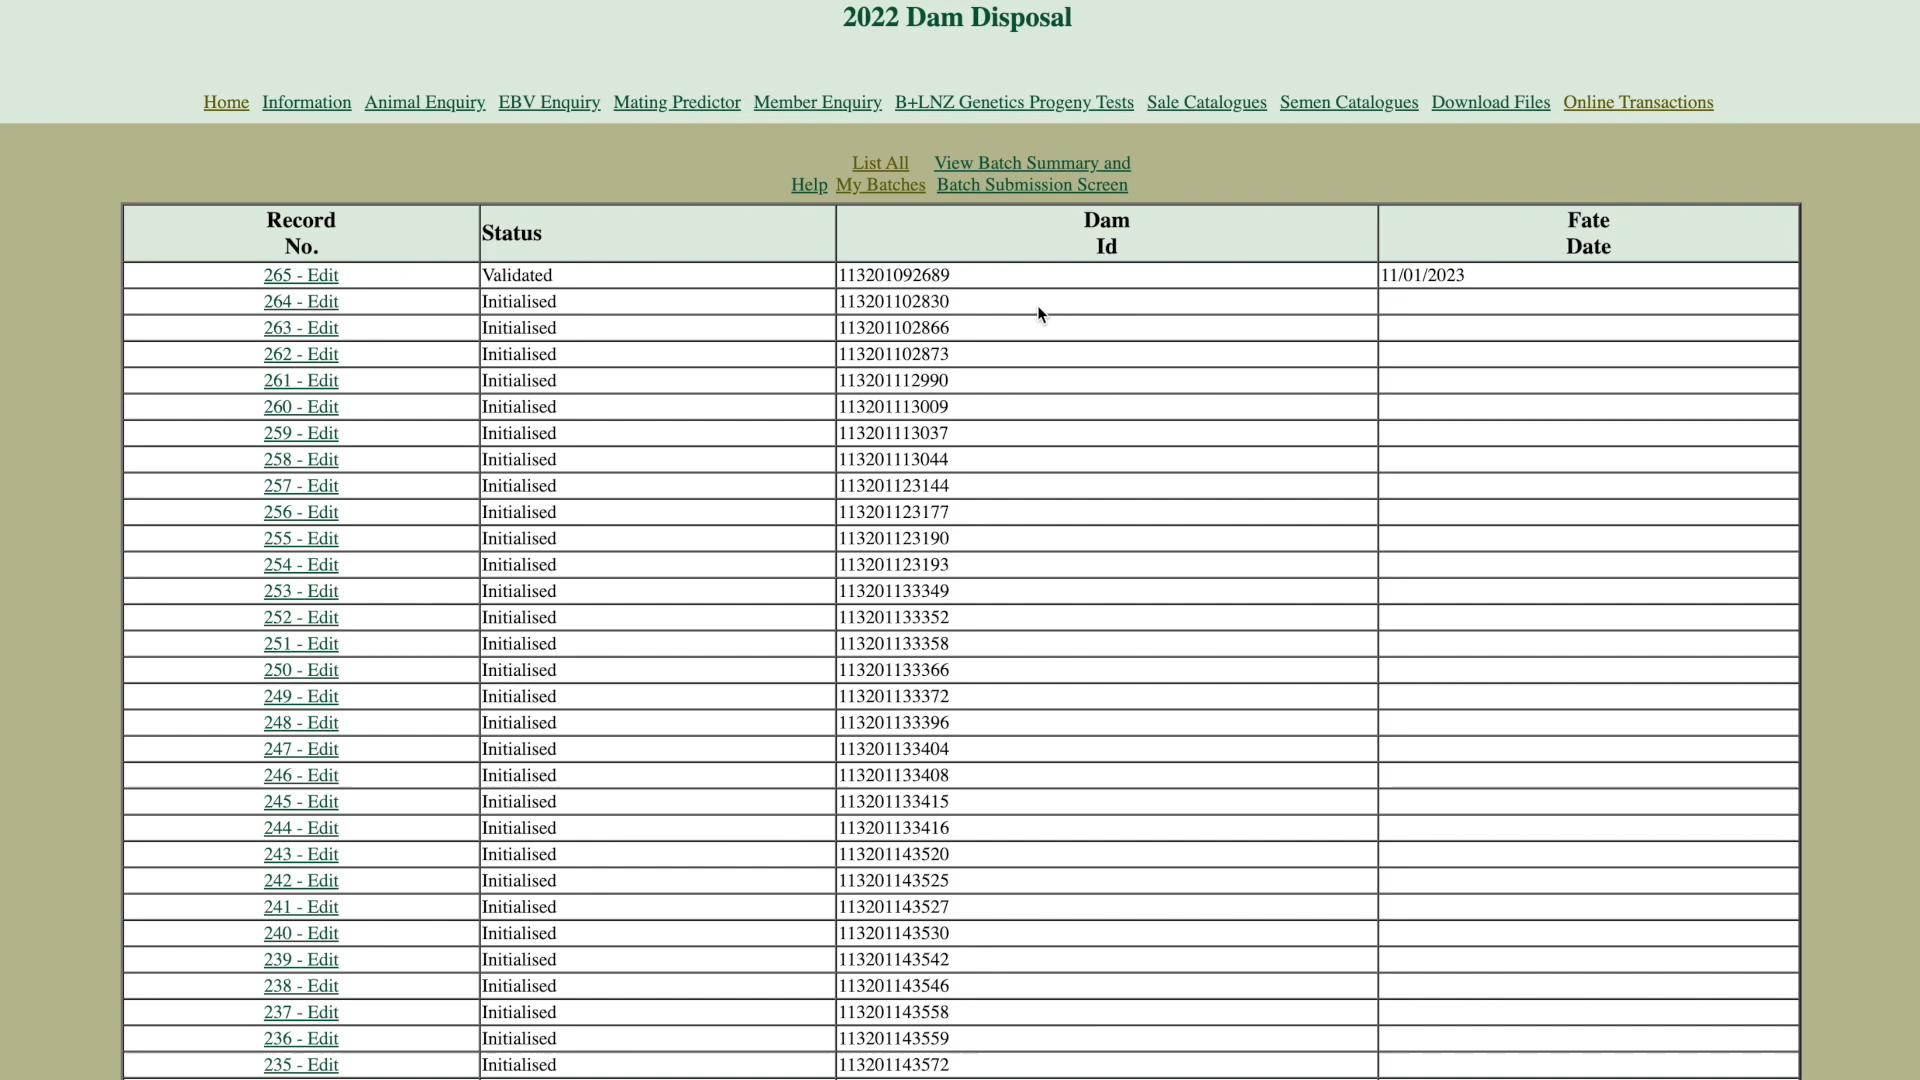 2022 Dam Disposal
Home Information Animal Enquiry EBV Enquiry Mating Predictor Member Enquiry B+LNZ Genetics Progeny Tests Sale Catalogues Semen Catalogues Download Files Online Transactions
List All View Batch Summary and
Help My Batches Batch Submission Screen
Record No. Status Dam Id Fate Date
265 - Edit Validated 113201092689 11/01/2023
264 - Edit Initialised 113201102830
263 - Edit Initialised 113201102866
262 - Edit Initialised 113201102873
261 - Edit Initialised 113201112990
260 - Edit Initialised 113201113009
259 - Edit Initialised 113201113037
258 - Edit Initialised 113201113044
257 - Edit Initialised 113201123144
256 - Edit Initialised 113201123177
255 - Edit Initialised 113201123190
254 - Edit Initialised 113201123193
253 - Edit Initialised 113201133349
252 - Edit Initialised 113201133352
251 - Edit Initialised 113201133358
250 - Edit Initialised 113201133366
249 - Edit Initialised 113201133372
248 - Edit Initialised 113201133396
247 - Edit Initialised 113201133404
246 - Edit Initialised 113201133408
245 - Edit Initialised 113201133415
244 - Edit Initialised 113201133416
243 - Edit Initialised 113201143520
242 - Edit Initialised 113201143525
241 - Edit Initialised 113201143527
240 - Edit Initialised 113201143530
239 - Edit Initialised 113201143542
238 - Edit Initialised 113201143546
237 - Edit Initialised 113201143558
236 - Edit Initialised 113201143559
235 - Edit Initialised 113201143572